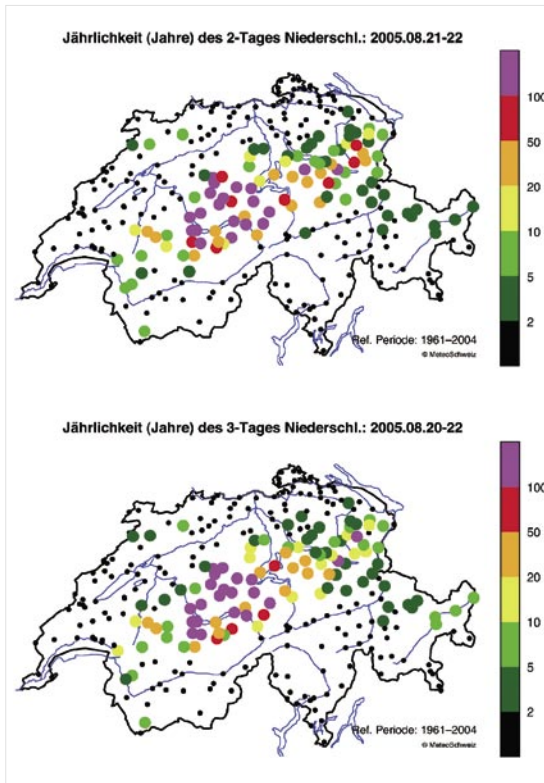 Jährlichkeit (Jahre) des 2-Tages Niederschl.: 2005.08.21-22
100
50
20
10
5
2
Ref. Periode: 1961–2004
© MeteoSchweiz
Jährlichkeit (Jahre) des 3-Tages Niederschl.: 2005.08.20-22
100
50
20
10
5
2
Ref. Periode: 1961–2004
© MeteoSchweiz